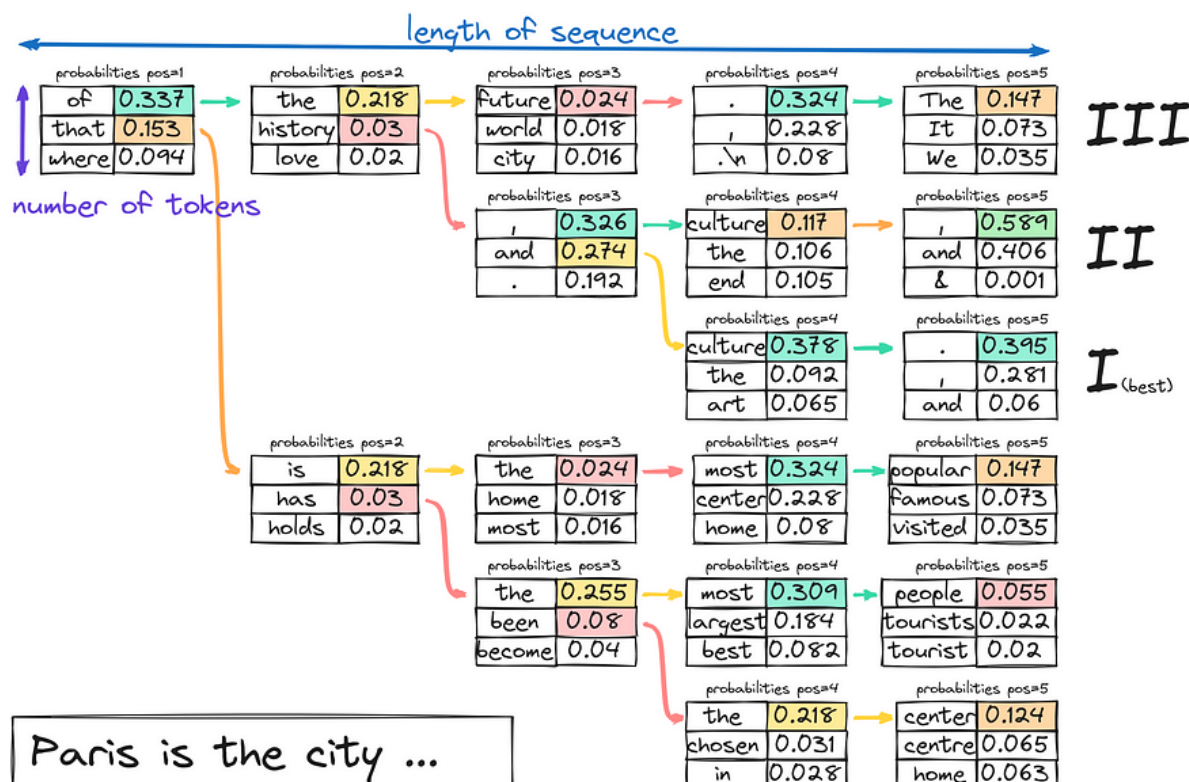 length of sequence
probabilities pos=1 probabilities pos=2 probabilities pos=3 probabilities pos=4 probabilities pos=5
of 0.337 the 0.218 future 0.024 . 0.324 The 0.147
that 0.153 history 0.03 world 0.018 , 0.228 It 0.073
where 0.094 love 0.02 city 0.016 .\n 0.08 We 0.035
III
number of tokens
probabilities pos=3 probabilities pos=4 probabilities pos=5
, 0.326 culture 0.117 , 0.589
and 0.274 the 0.106 and 0.406
. 0.192 end 0.105 & 0.001
II
probabilities pos=4 probabilities pos=5
culture 0.378 . 0.395
the 0.092 , 0.281
art 0.065 and 0.06
I (best)
probabilities pos=2 probabilities pos=3 probabilities pos=4 probabilities pos=5
is 0.218 the 0.024 most 0.324 popular 0.147
has 0.03 home 0.018 center 0.228 famous 0.073
holds 0.02 most 0.016 home 0.08 visited 0.035
probabilities pos=3 probabilities pos=4 probabilities pos=5
the 0.255 most 0.309 people 0.055
been 0.08 largest 0.184 tourists 0.022
become 0.04 best 0.082 tourist 0.02
probabilities pos=4 probabilities pos=5
the 0.218 center 0.124
chosen 0.031 centre 0.065
in 0.028 home 0.063
Paris is the city ...